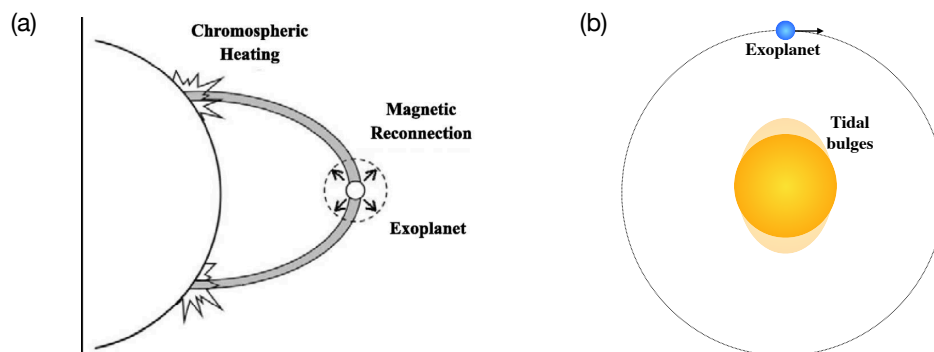 (a)
Chromospheric
Heating
Magnetic
Reconnection
Exoplanet
(b)
Exoplanet
Tidal
bulges